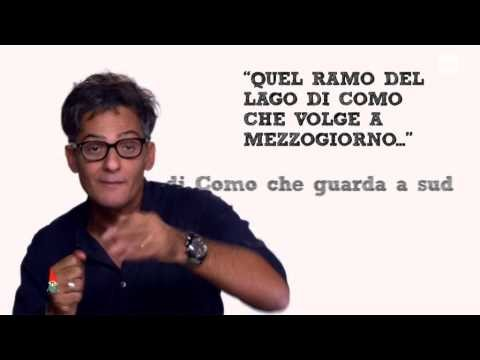 “QUEL RAMO DEL
LAGO DI COMO
CHE VOLGE A
MEZZOGIORNO...”
di Como che guarda a sud